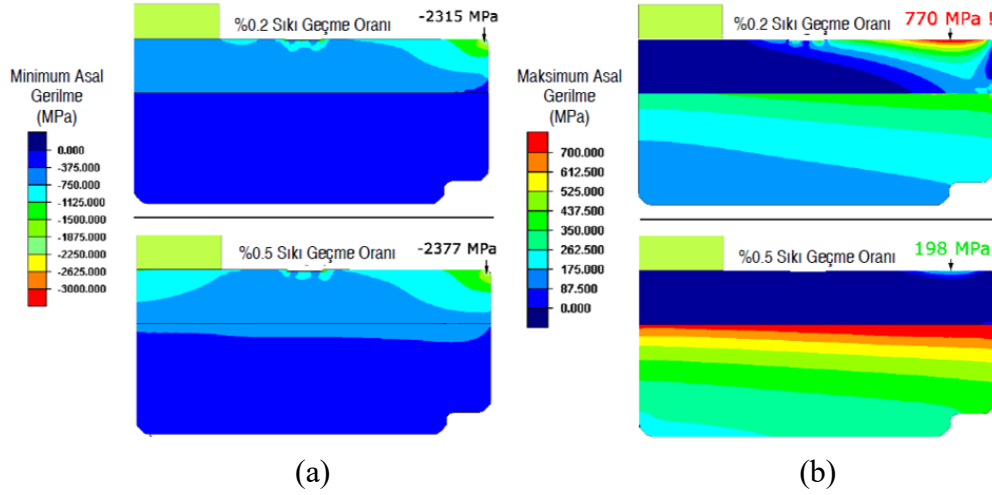 %0.2 Sıkı Geçme Oranı
-2315 MPa
Minimum Asal
Gerilme
(MPa)
0.000
-375.000
-750.000
-1125.000
-1500.000
-1875.000
-2625.000
-3000.000
%0.5 Sıkı Geçme Oranı
-2377 MPa
(a)
%0.2 Sıkı Geçme Oranı
770 MPa !
Maksimum Asal
Gerilme
(MPa)
700.000
612.500
525.000
437.500
350.000
262.500
175.000
87.500
0.000
%0.5 Sıkı Geçme Oranı
198 MPa
(b)